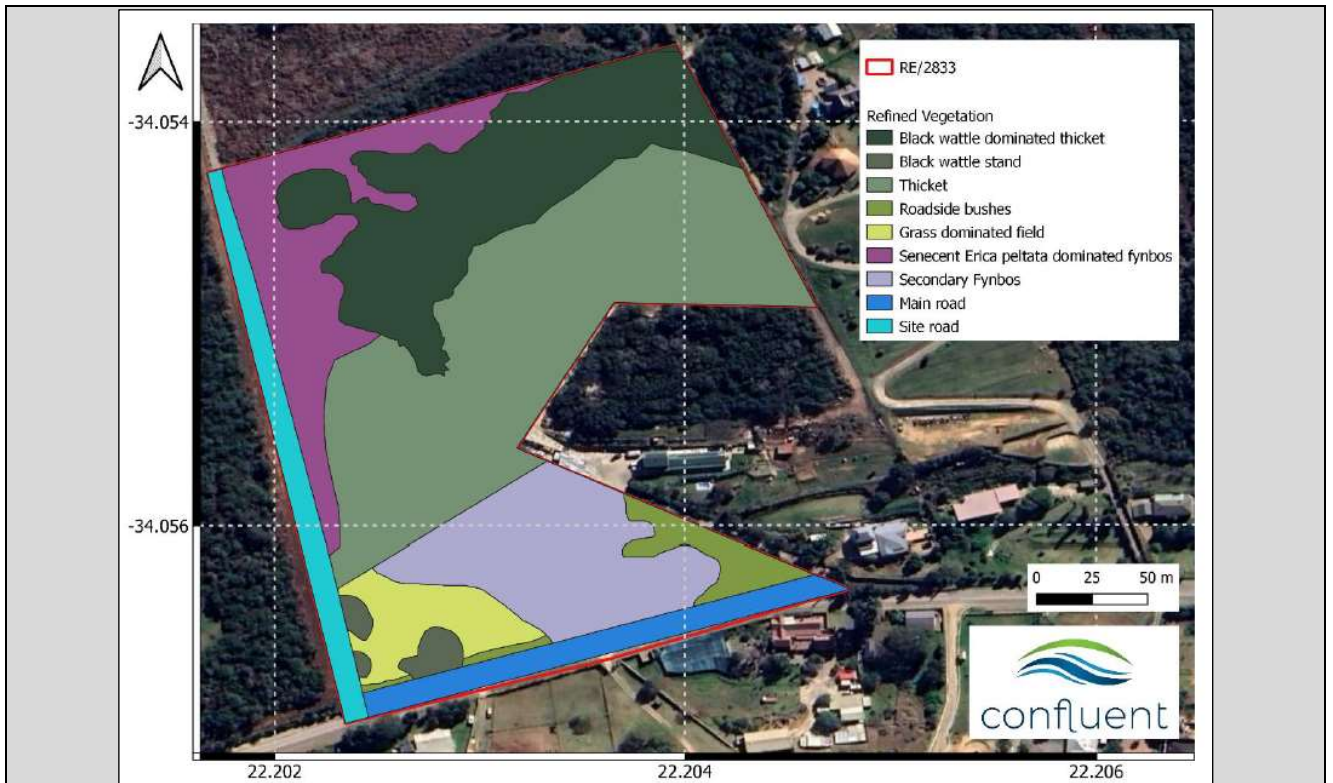 RE/2833
Refined Vegetation
Black wattle dominated thicket
Black wattle stand
Thicket
Roadside bushes
Grass dominated field
Senecent Erica peltata dominated fynbos
Secondary Fynbos
Main road
Site road
-34.054
-34.056
0 25 50 m
confluent
22.202 22.204 22.206